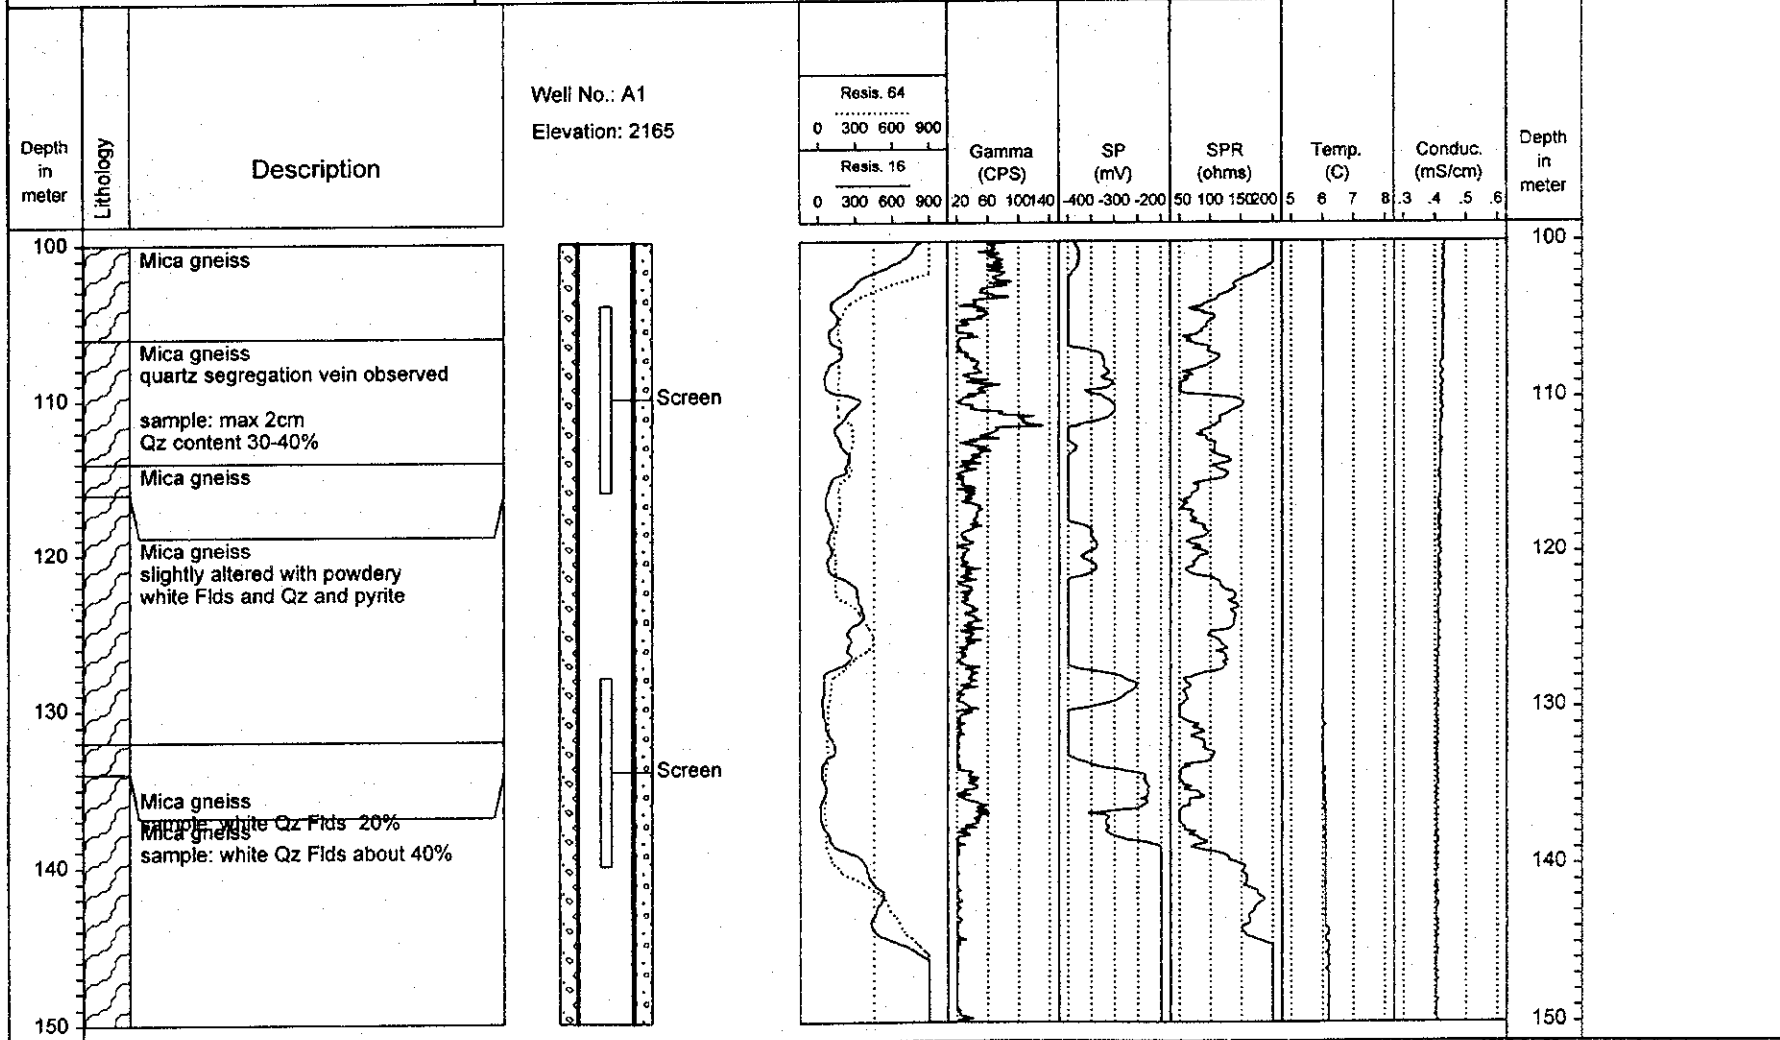 Depth
in
meter
Lithology
Description
Well No.: A1
Elevation: 2165
Resis. 64
0 300 600 900
Resis. 16
0 300 600 900
Gamma
(CPS)
20 60 100 140
SP
(mV)
-400 -300 -200
SPR
(ohms)
50 100 150 200
Temp.
(C)
5 6 7 8
Conduc.
(mS/cm)
.3 .4 .5 .6
Depth
in
meter
100
Mica gneiss
Mica gneiss
quartz segregation vein observed
110
sample: max 2cm
Qz content 30-40%
Mica gneiss
Screen
120
Mica gneiss
slightly altered with powdery
white Flds and Qz and pyrite
130
Screen
Mica gneiss
sample: white Qz Flds 20%
Mica gneiss
sample: white Qz Flds about 40%
140
150
100
110
120
130
140
150